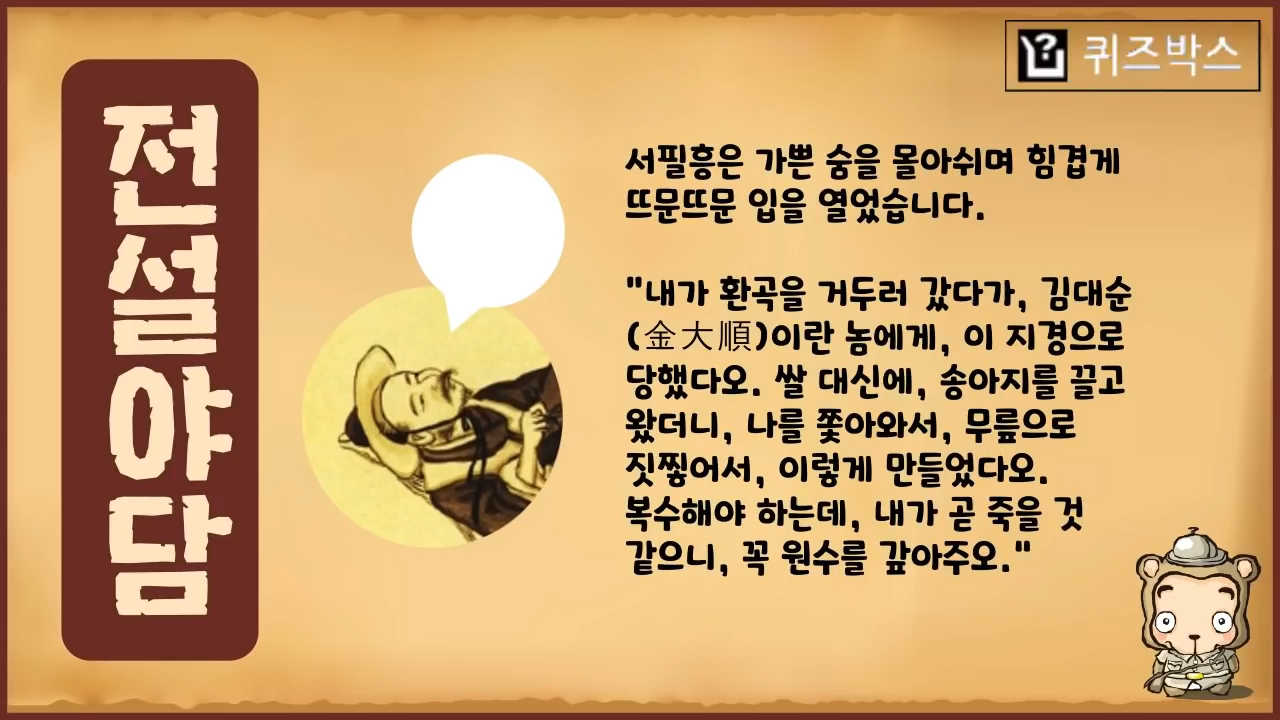 전설야담
퀴즈박스
서필흥은 가쁜 숨을 몰아쉬며 힘겹게
뜨문뜨문 입을 열었습니다.
"내가 환곡을 거두러 갔다가, 김대순
(金大順)이란 놈에게, 이 지경으로
당했다오. 쌀 대신에, 송아지를 끌고
왔더니, 나를 쫓아와서, 무릎으로
짓찧어서, 이렇게 만들었다오.
복수해야 하는데, 내가 곧 죽을 것
같으니, 꼭 원수를 갚아주오."